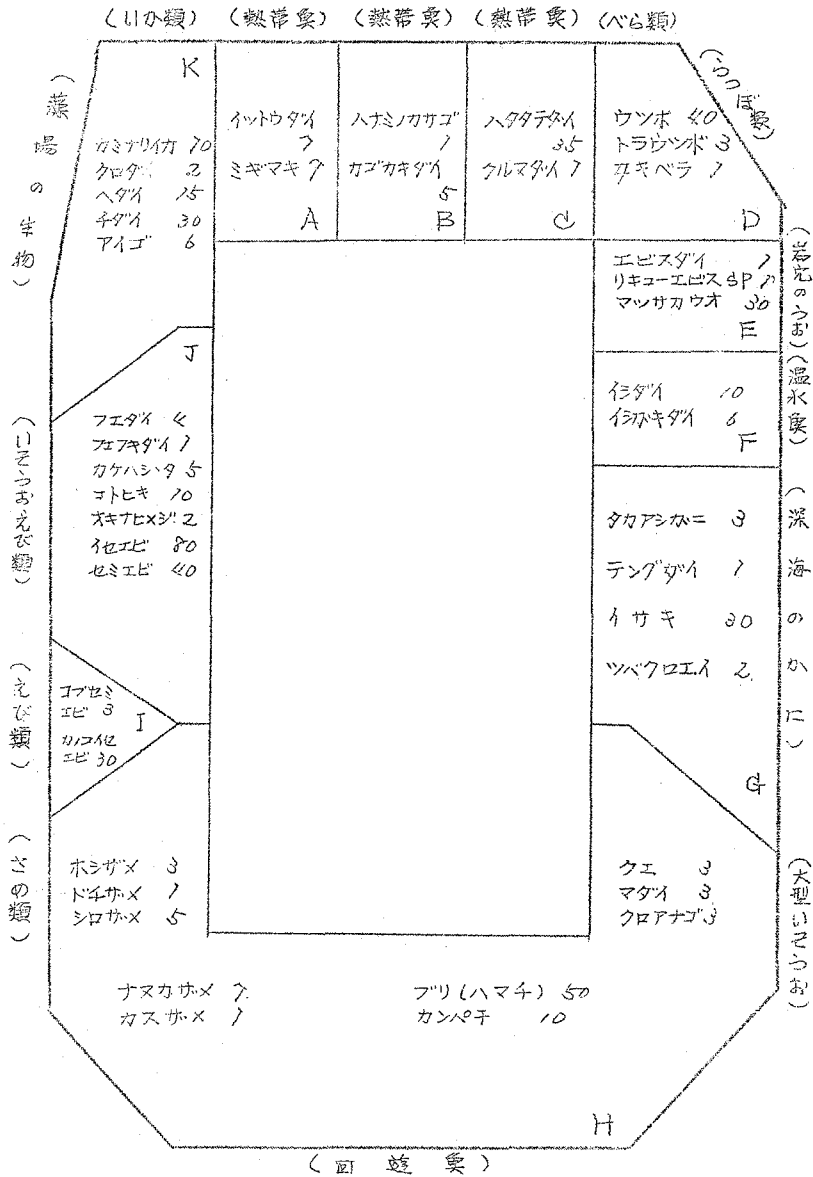 (いか類) (熱帯奥) (熱帯奥) (熱帯奥) (べら類)
(うつぼ類)
(藻場の生物)
K
カミナリイカ 10
クロダイ 2
ヘダイ 15
チダイ 30
アイゴ 6
イットウダイ
1
ミギマキ 7
A
ハナミノカサゴ
1
カゴカキダイ
5
B
ハタタテダイ
35
クルマダイ 1
C
ウツボ 40
トラウツボ 3
コキベラ 1
D
(岩穴のうお)
エビスダイ 1
リキューエビスSP 1
マツカサウオ 30
E
(温水奥)
イシダイ 10
イシガキダイ 6
F
(深海のかに)
タカアシガニ 3
テングダイ 1
イサキ 30
ツバクロエイ 2
G
(いそうおえび類)
J
フエダイ 4
フエフキダイ 1
カケハシ・タ 5
コトヒキ 10
オキナヒメジ 2
イセエビ 80
セミエビ 40
(えび類)
コブセミ
エビ 3
カノコイセ
エビ 30
I
(さめ類)
ホシザメ 3
ドチザメ 1
シロザメ 5
ナヌカザメ 7
カスザメ 1
(大型いそうお)
クエ 3
マダイ 3
クロアナゴ 3
ブリ(ハマチ) 50
カンパチ 10
H
(回遊奥)